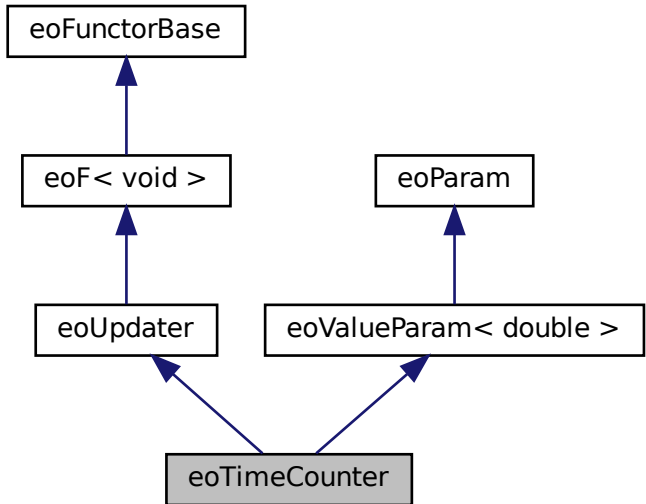 eoFunctorBase
eoF< void >
eoParam
eoUpdater
eoValueParam< double >
eoTimeCounter